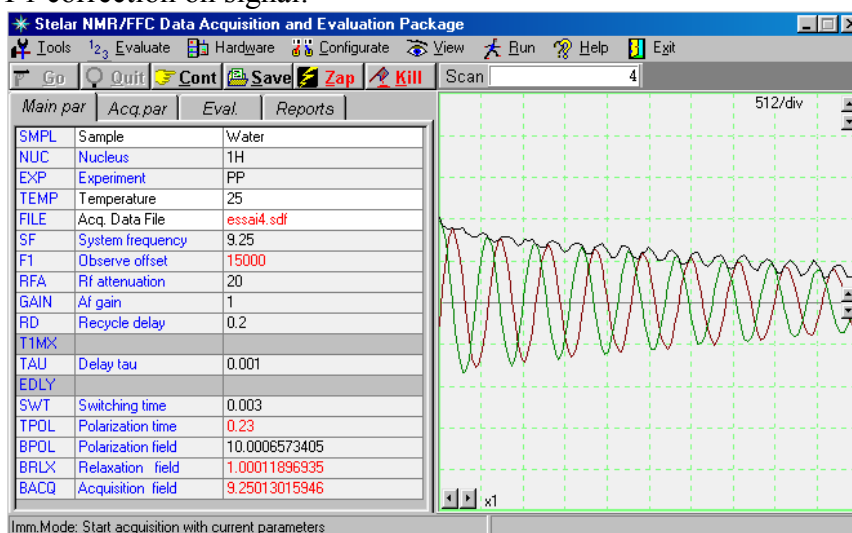 F1 correction on signal.
Stelar NMR/FFC Data Acquisition and Evaluation Package
Tools 123 Evaluate Hardware Configurate View Run Help Exit
Go Quit Cont Save Zap Kill Scan 4
Main par Acq.par Eval. Reports 512/div
SMPL Sample Water
NUC Nucleus 1H
EXP Experiment PP
TEMP Temperature 25
FILE Acq. Data File essai4.sdf
SF System frequency 9.25
F1 Observe offset 15000
RFA Rf attenuation 20
GAIN Af gain 1
RD Recycle delay 0.2
T1MX
TAU Delay tau 0.001
EDLY
SWT Switching time 0.003
TPOL Polarization time 0.23
BPOL Polarization field 10.0006573405
BRLX Relaxation field 1.00011896935
BACQ Acquisition field 9.25013015946
x1
Imm.Mode: Start acquisition with current parameters